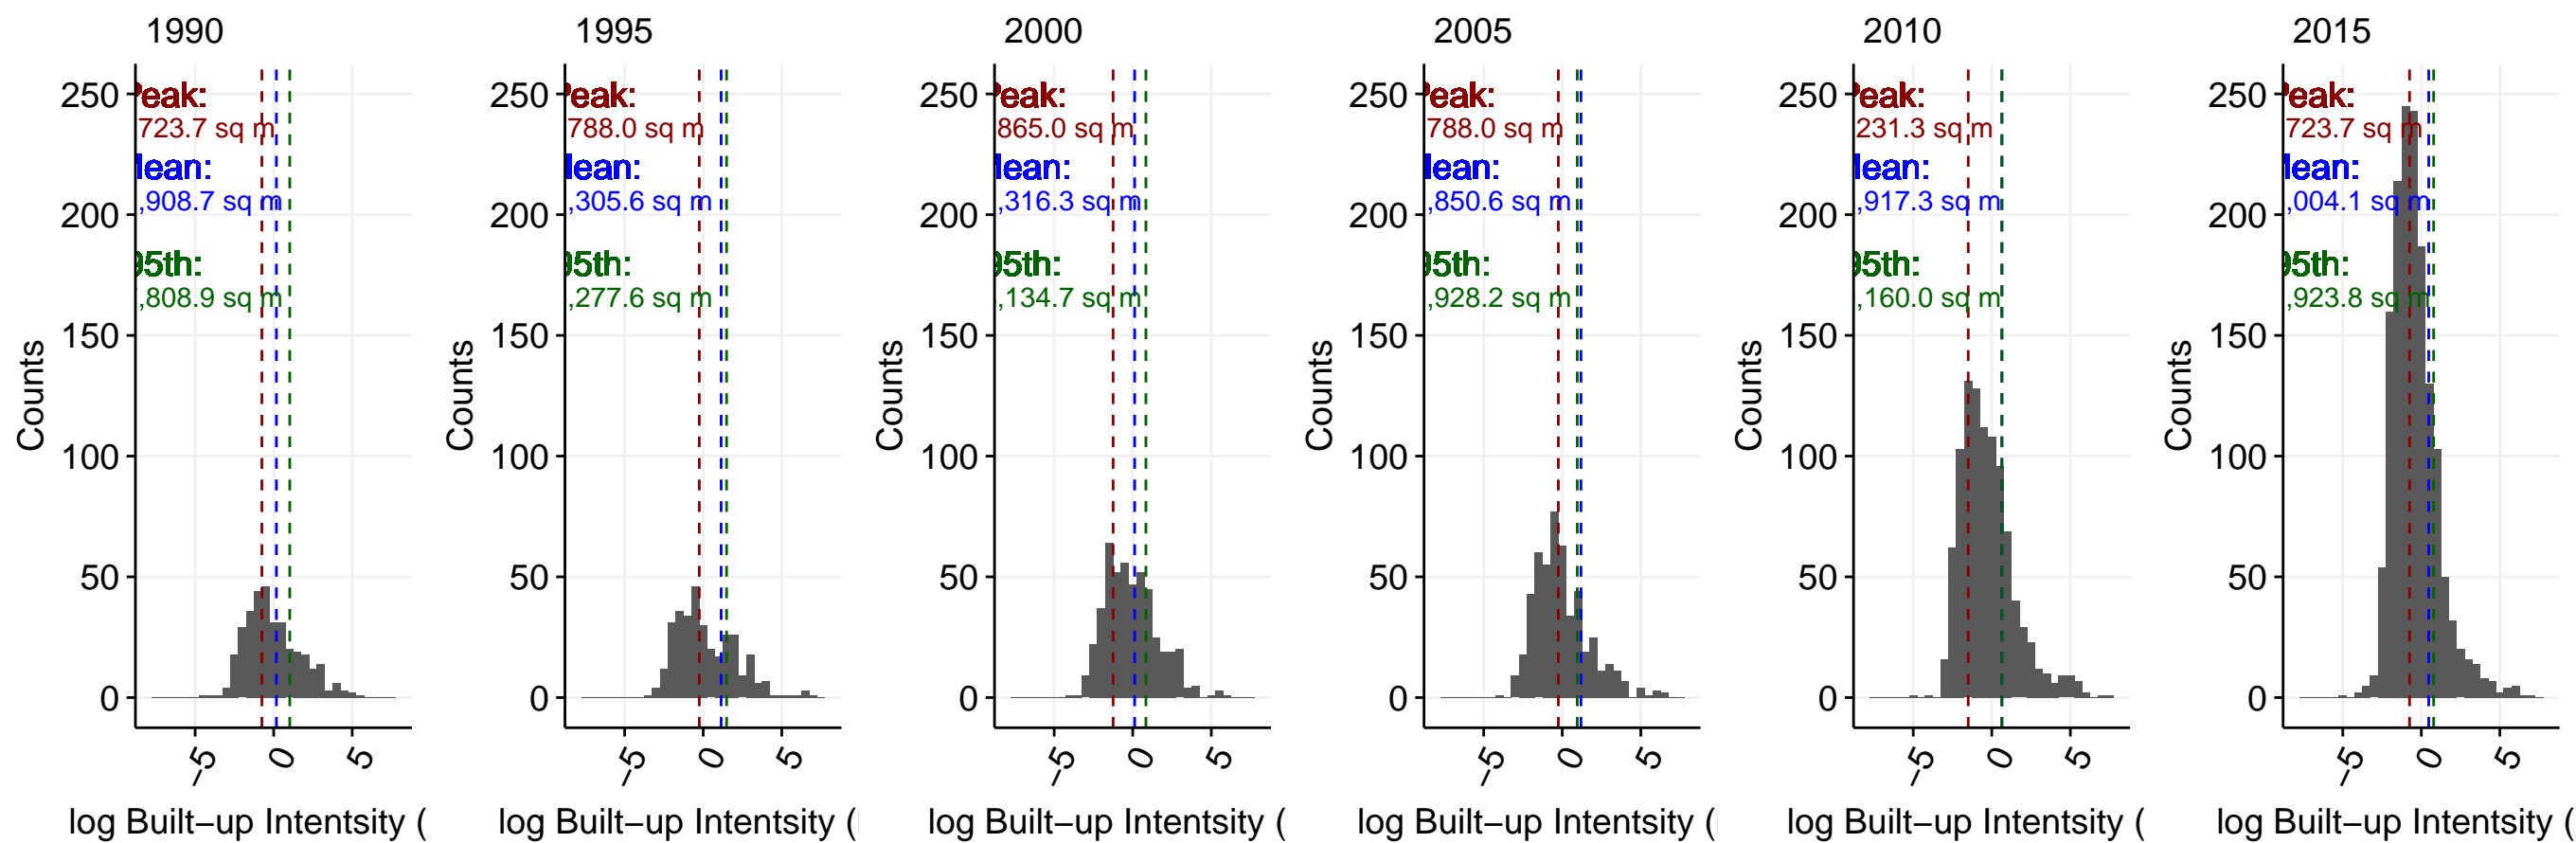 1990
250
200
150
100
50
0
Counts
eak:
723.7 sq m
lean:
,908.7 sq m
95th:
,808.9 sq m
−5 0 5
log Built−up Intentsity (
1995
250
200
150
100
50
0
Counts
eak:
788.0 sq m
lean:
,305.6 sq m
95th:
,277.6 sq m
−5 0 5
log Built−up Intentsity (
2000
250
200
150
100
50
0
Counts
eak:
865.0 sq m
lean:
,316.3 sq m
95th:
,134.7 sq m
−5 0 5
log Built−up Intentsity (
2005
250
200
150
100
50
0
Counts
eak:
788.0 sq m
lean:
,850.6 sq m
95th:
,928.2 sq m
−5 0 5
log Built−up Intentsity (
2010
250
200
150
100
50
0
Counts
eak:
231.3 sq m
lean:
,917.3 sq m
95th:
,160.0 sq m
−5 0 5
log Built−up Intentsity (
2015
250
200
150
100
50
0
Counts
eak:
723.7 sq m
lean:
,004.1 sq m
95th:
,923.8 sq m
−5 0 5
log Built−up Intentsity (